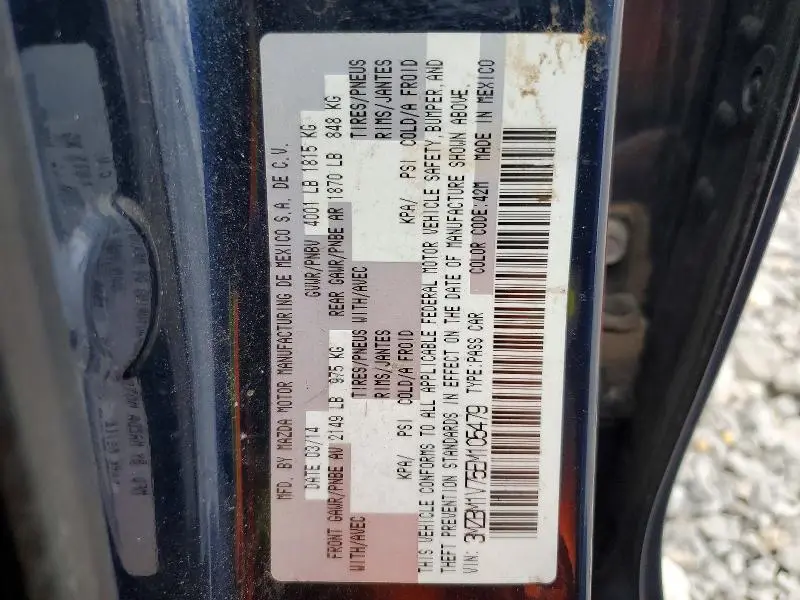 MFD. BY MAZDA MOTOR MANUFACTURING DE MEXICO S.A. DE C.V.
DATE 03/14 GVWR/PNBV 4001 LB 1815 KG
FRONT GAWR/PNBE AV 2149 LB 975 KG REAR GAWR/PNBE AR 1870 LB 848 KG
WITH/AVEC TIRES/PNEUS WITH/AVEC TIRES/PNEUS
RIMS/JANTES RIMS/JANTES
KPA/ PSI COLD/A FROID KPA/ PSI COLD/A FROID
THIS VEHICLE CONFORMS TO ALL APPLICABLE FEDERAL MOTOR VEHICLE SAFETY BUMPER, AND
THEFT PREVENTION STANDARDS IN EFFECT ON THE DATE OF MANUFACTURE SHOWN ABOVE.
VIN: 3MZBM1V75EM105479 TYPE:PASS CAR COLOR CODE:42M MADE IN MEXICO